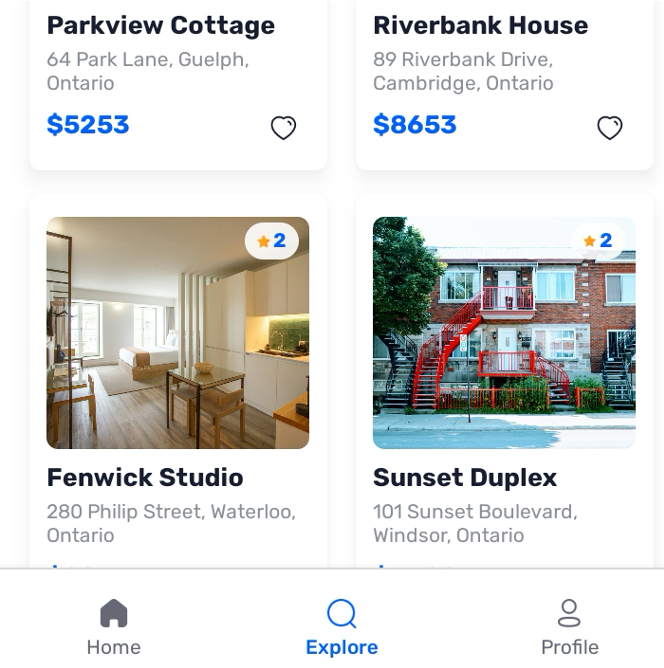 Parkview Cottage
64 Park Lane, Guelph,
Ontario
$5253
Riverbank House
89 Riverbank Drive,
Cambridge, Ontario
$8653
2
Fenwick Studio
280 Philip Street, Waterloo,
Ontario
2
Sunset Duplex
101 Sunset Boulevard,
Windsor, Ontario
Home
Explore
Profile